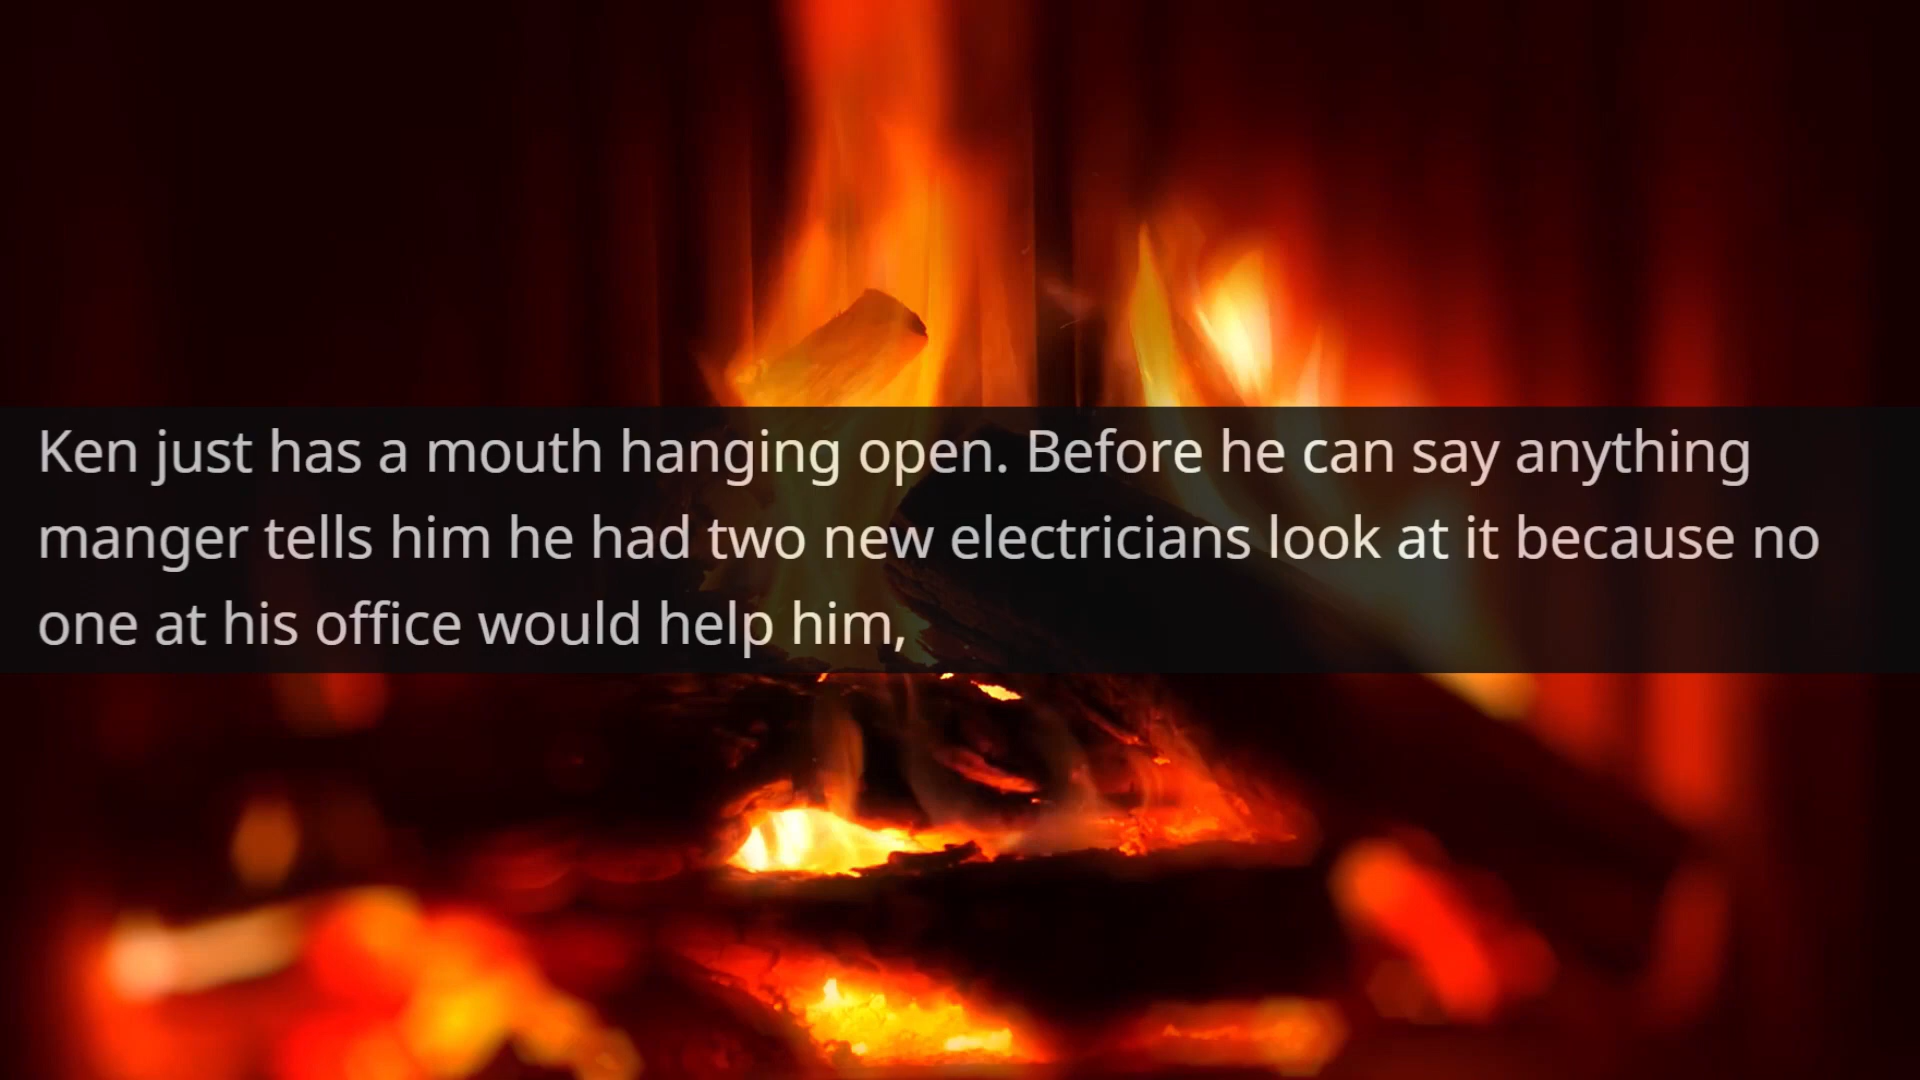 Ken just has a mouth hanging open. Before he can say anything
manger tells him he had two new electricians look at it because no
one at his office would help him,